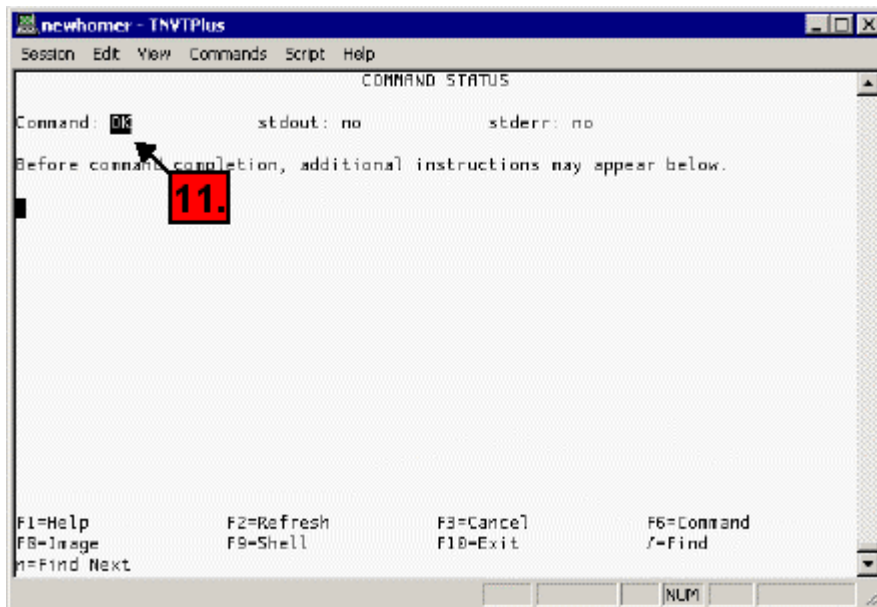 newhomer - TNVTPlus
Session Edit View Commands Script Help
COMMAND STATUS
Command: OK stdout: no stderr: no
Before command completion, additional instructions may appear below.
11.
F1=Help F2=Refresh F3=Cancel F6=Command
F8=Image F9=Shell F10=Exit /=Find
n=Find Next
NUM